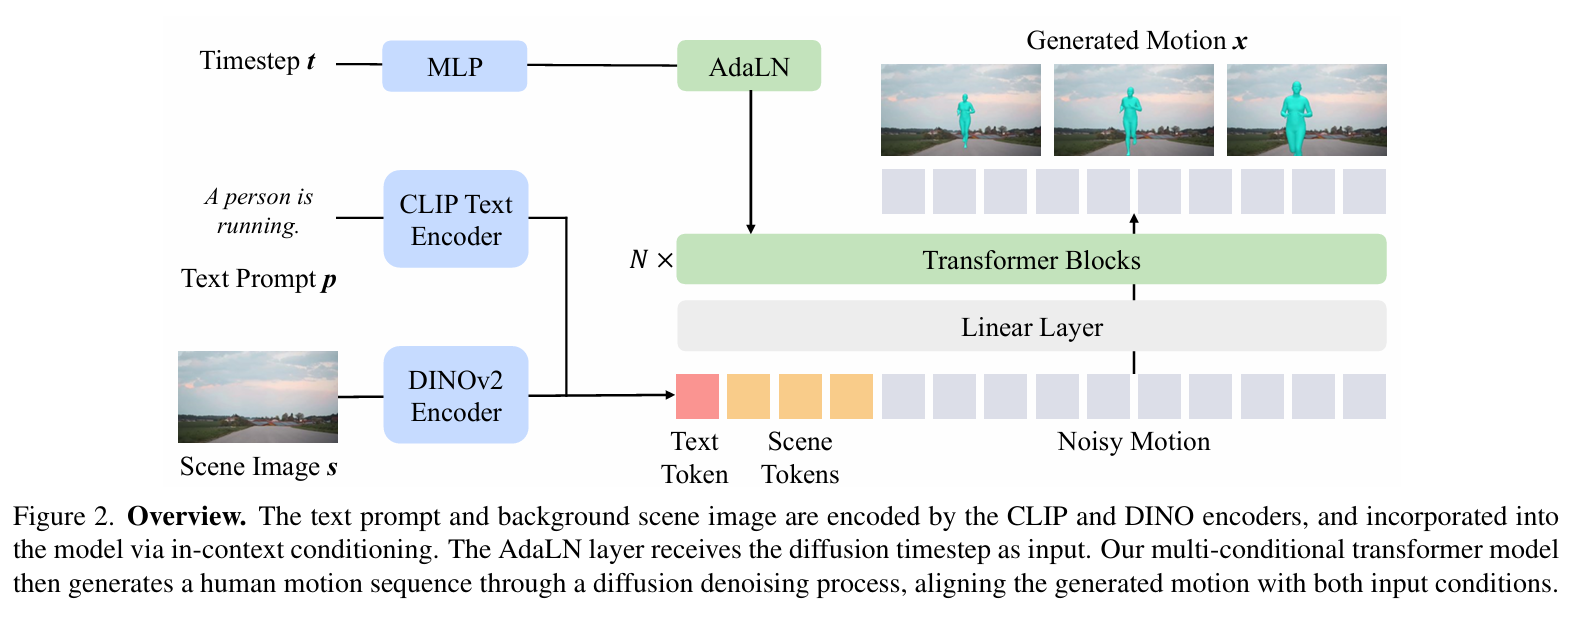 Timestep t
MLP
AdaLN
Generated Motion x
A person is
running.
CLIP Text
Encoder
Text Prompt p
N ×
Transformer Blocks
Linear Layer
DINOv2
Encoder
Scene Image s
Text
Token
Scene
Tokens
Noisy Motion
Figure 2. Overview. The text prompt and background scene image are encoded by the CLIP and DINO encoders, and incorporated into
the model via in-context conditioning. The AdaLN layer receives the diffusion timestep as input. Our multi-conditional transformer model
then generates a human motion sequence through a diffusion denoising process, aligning the generated motion with both input conditions.